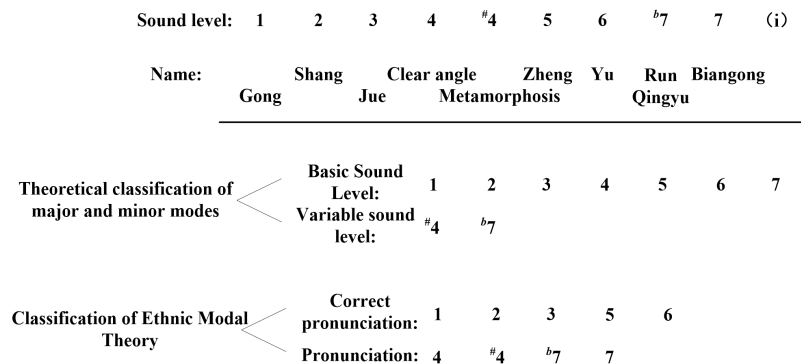 Sound level: 1 2 3 4 #4 5 6 b7 7 (i)
Name: Shang Clear angle Zheng Yu Run Biangong
Gong Jue Metamorphosis Qingyu
Theoretical classification of major and minor modes
Basic Sound Level: 1 2 3 4 5 6 7
Variable sound level: #4 b7
Classification of Ethnic Modal Theory
Correct pronunciation: 1 2 3 5 6
Pronunciation: 4 #4 b7 7